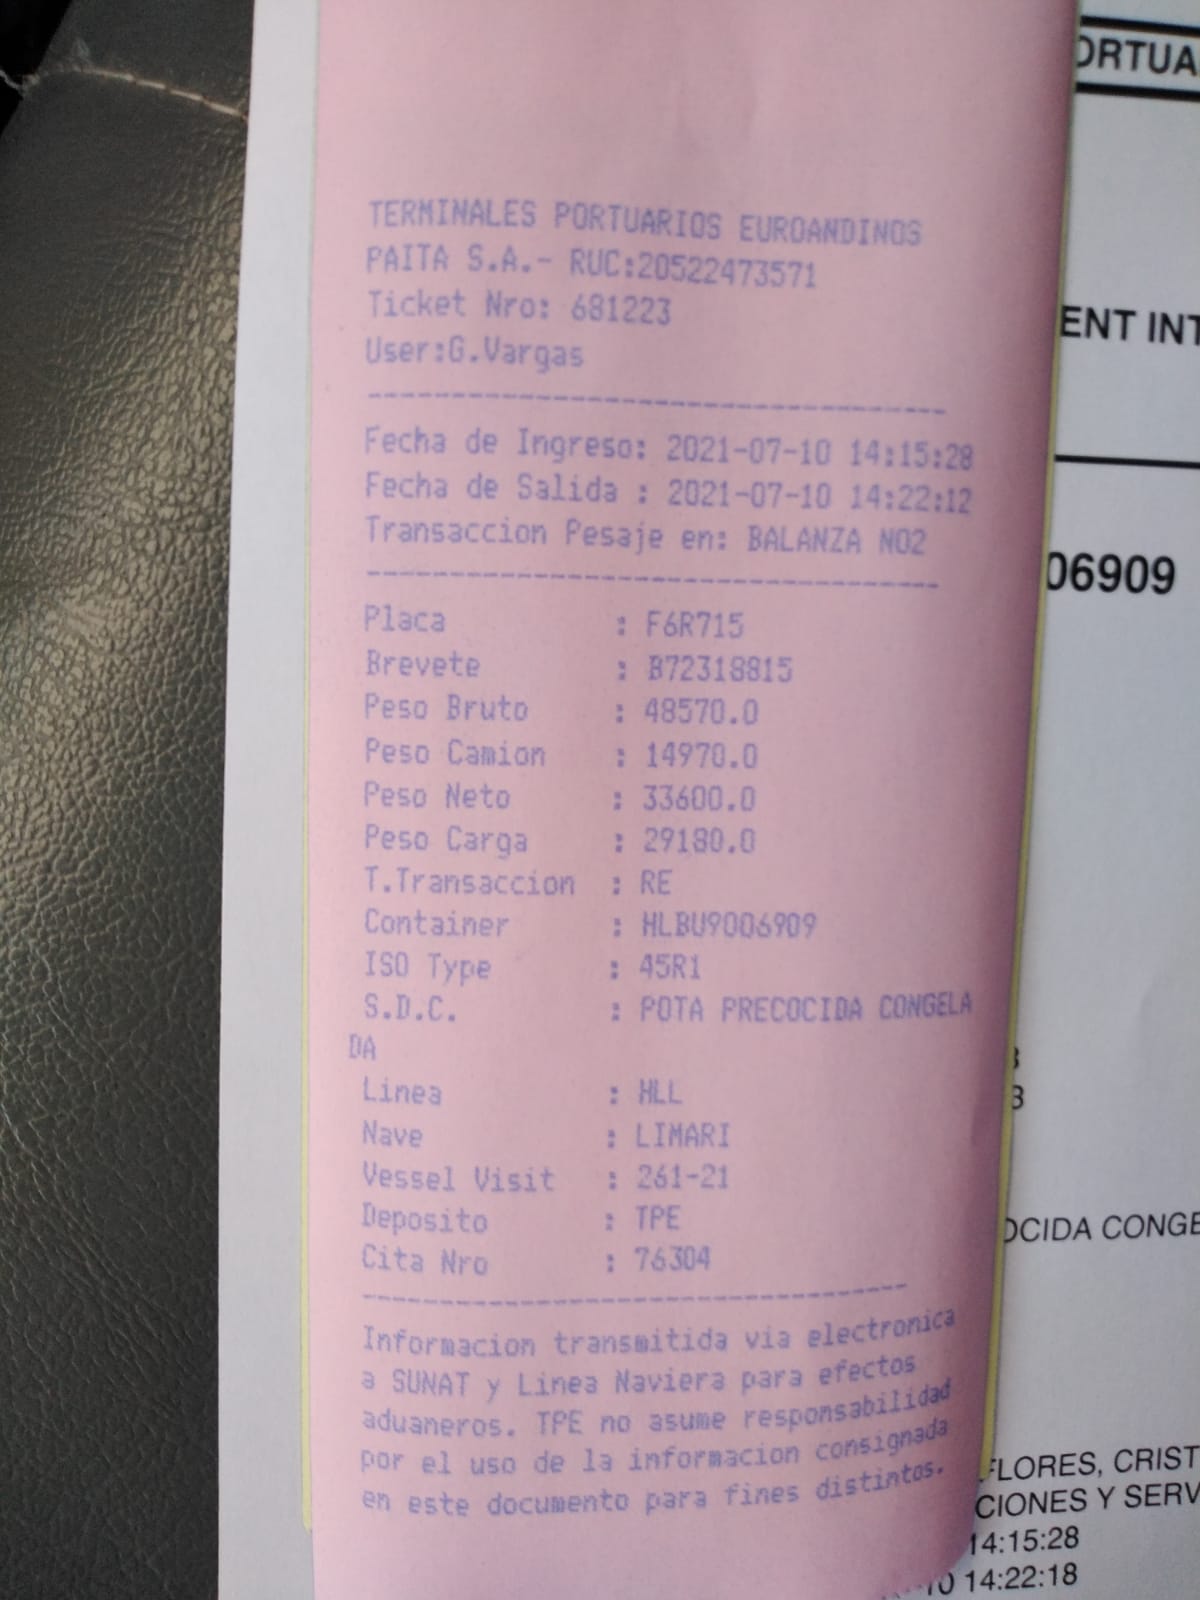 TERMINALES PORTUARIOS EUROANDINOS
PAITA S.A.- RUC:20522473571
Ticket Nro: 681223
User:G.Vargas
----------------------------------
Fecha de Ingreso: 2021-07-10 14:15:28
Fecha de Salida : 2021-07-10 14:22:12
Transaccion Pesaje en: BALANZA NO2
----------------------------------
Placa : F6R715
Brevete : B72318815
Peso Bruto : 48570.0
Peso Camion : 14970.0
Peso Neto : 33600.0
Peso Carga : 29180.0
T.Transaccion : RE
Container : HLBU9006909
ISO Type : 45R1
S.D.C. : POTA PRECOCIDA CONGELA
DA
Linea : HLL
Nave : LIMARI
Vessel Visit : 261-21
Deposito : TPE
Cita Nro : 76304
----------------------------------
Informacion transmitida via electronica
a SUNAT y Linea Naviera para efectos
aduaneros. TPE no asume responsabilidad
por el uso de la informacion consignada
en este documento para fines distintos.
ORTUA
ENT INT
06909
3
OCIDA CONGE
FLORES, CRIST
CIONES Y SERV
14:15:28
10 14:22:18